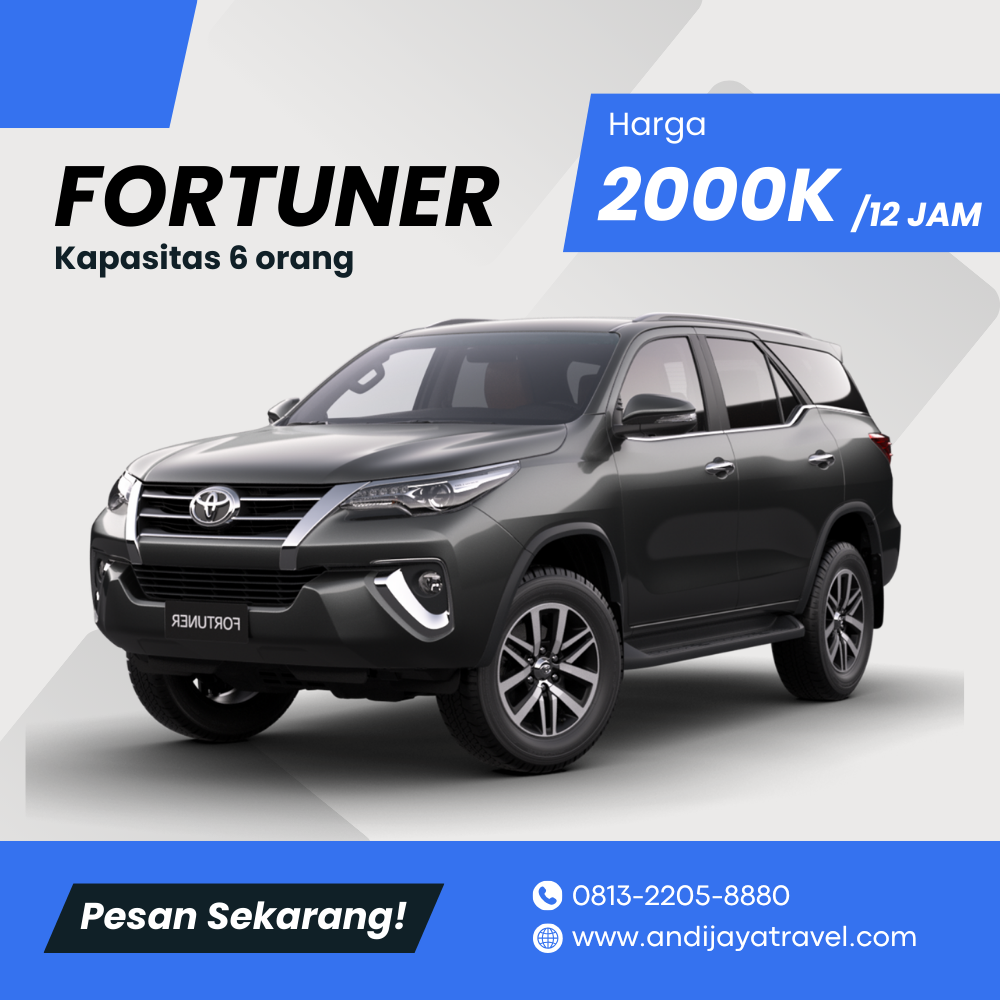 FORTUNER
Kapasitas 6 orang
Harga
2000K /12 JAM
FORTUNER
Pesan Sekarang!
0813-2205-8880
www.andijayatravel.com